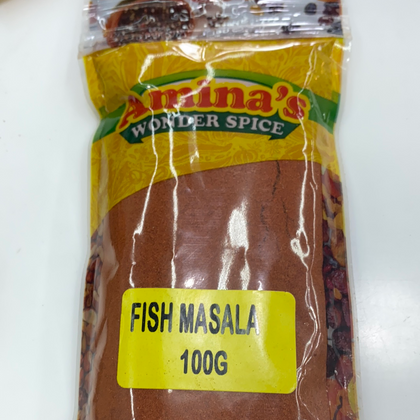 Amina's
WONDER SPICE
FISH MASALA
100G